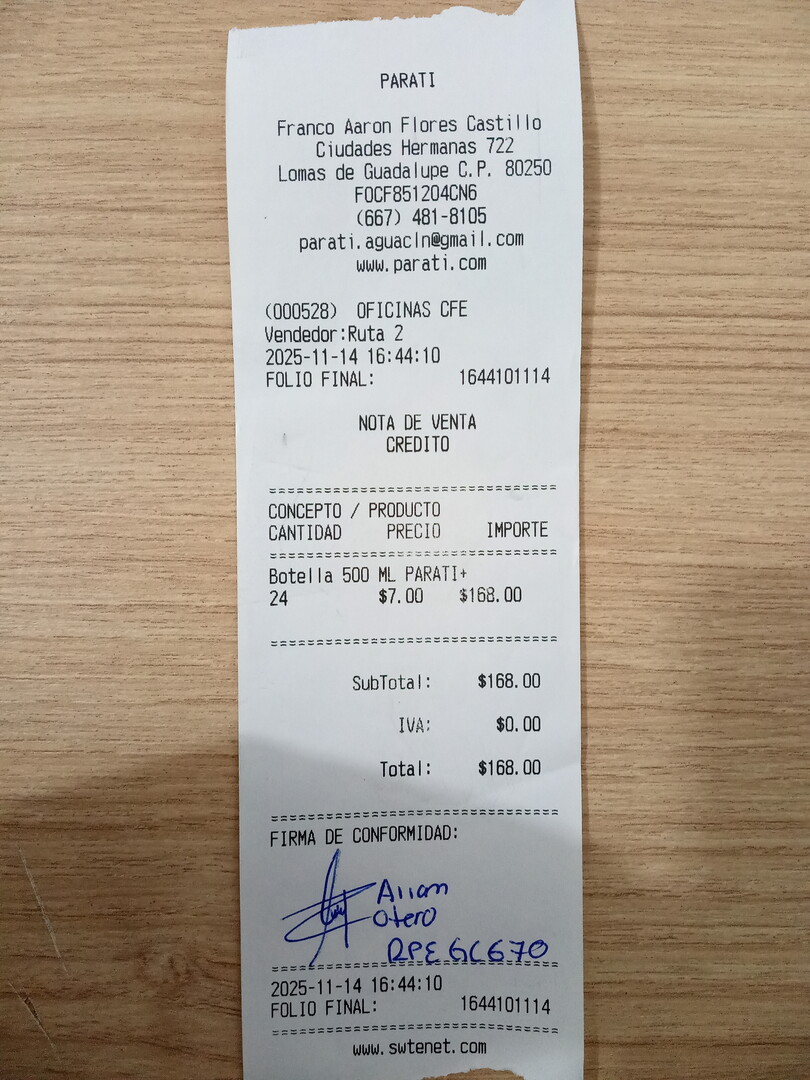 PARATI
Franco Aaron Flores Castillo
Ciudades Hermanas 722
Lomas de Guadalupe C.P. 80250
FOCF851204CN6
(667) 481-8105
parati.aguacln@gmail.com
www.parati.com
(000528) OFICINAS CFE
Vendedor:Ruta 2
2025-11-14 16:44:10
FOLIO FINAL: 1644101114
NOTA DE VENTA
CREDITO
==============================
CONCEPTO / PRODUCTO
CANTIDAD PRECIO IMPORTE
==============================
Botella 500 ML PARATI+
24 $7.00 $168.00
==============================
SubTotal: $168.00
IVA: $0.00
Total: $168.00
==============================
FIRMA DE CONFORMIDAD:
Allan
Otero
RPE GC670
==============================
2025-11-14 16:44:10
FOLIO FINAL: 1644101114
==============================
www.swtenet.com